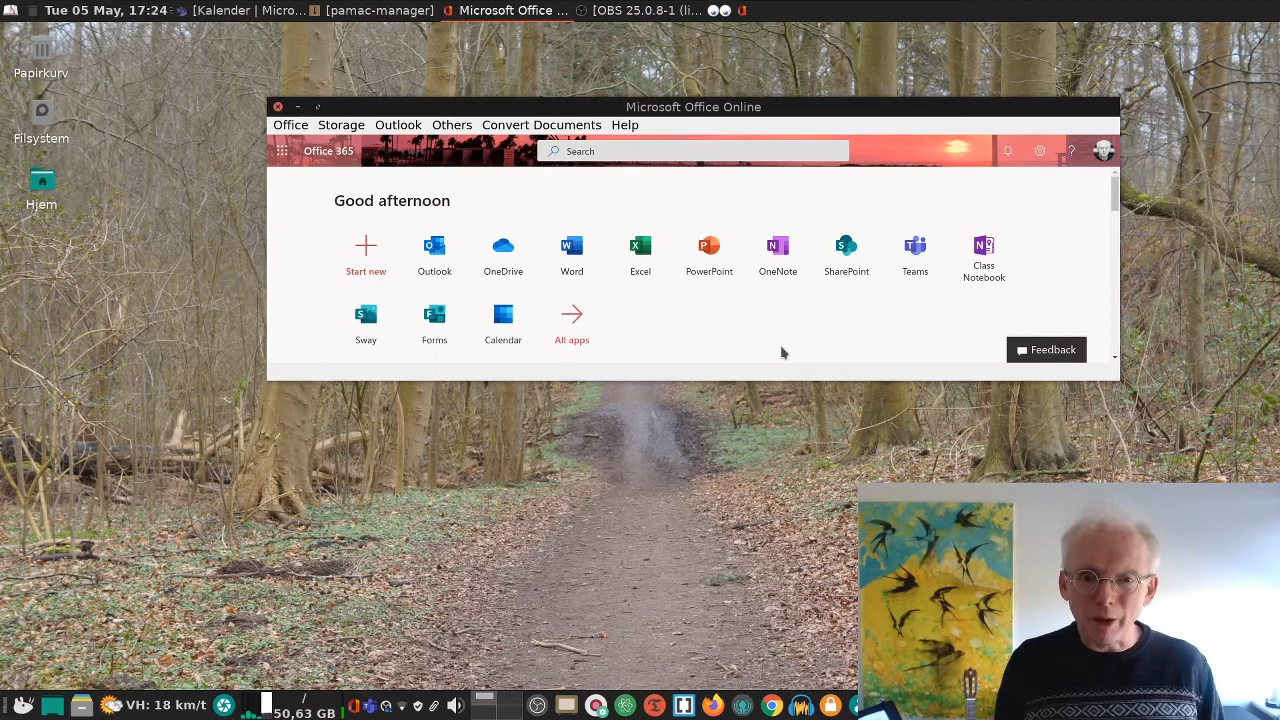 Tue 05 May, 17:24
[Kalender | Micro...
[pamac-manager]
Microsoft Office ...
[OBS 25.0.8-1 (li...
Papirkurv
Filsystem
Hjem
Microsoft Office Online
Office Storage Outlook Others Convert Documents Help
Office 365
Search
Good afternoon
Start new
Outlook
OneDrive
Word
Excel
PowerPoint
OneNote
SharePoint
Teams
Class
Notebook
Sway
Forms
Calendar
All apps
Feedback
VH: 18 km/t
/
50,63 GB